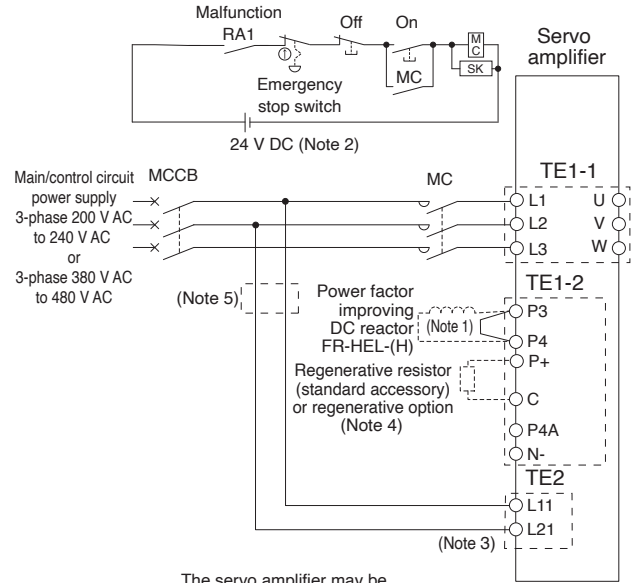 Malfunction
RA1
Off
On
MC
SK
MC
Emergency
stop switch
24 V DC (Note 2)
Servo
amplifier
Main/control circuit
power supply
3-phase 200 V AC
to 240 V AC
or
3-phase 380 V AC
to 480 V AC
MCCB
MC
TE1-1
L1
U
L2
V
L3
W
TE1-2
(Note 5)
Power factor
improving
DC reactor
FR-HEL-(H)
(Note 1)
P3
P4
P+
Regenerative resistor
(standard accessory)
or regenerative option
(Note 4)
C
P4A
N-
TE2
L11
L21
(Note 3)
The servo amplifier may be